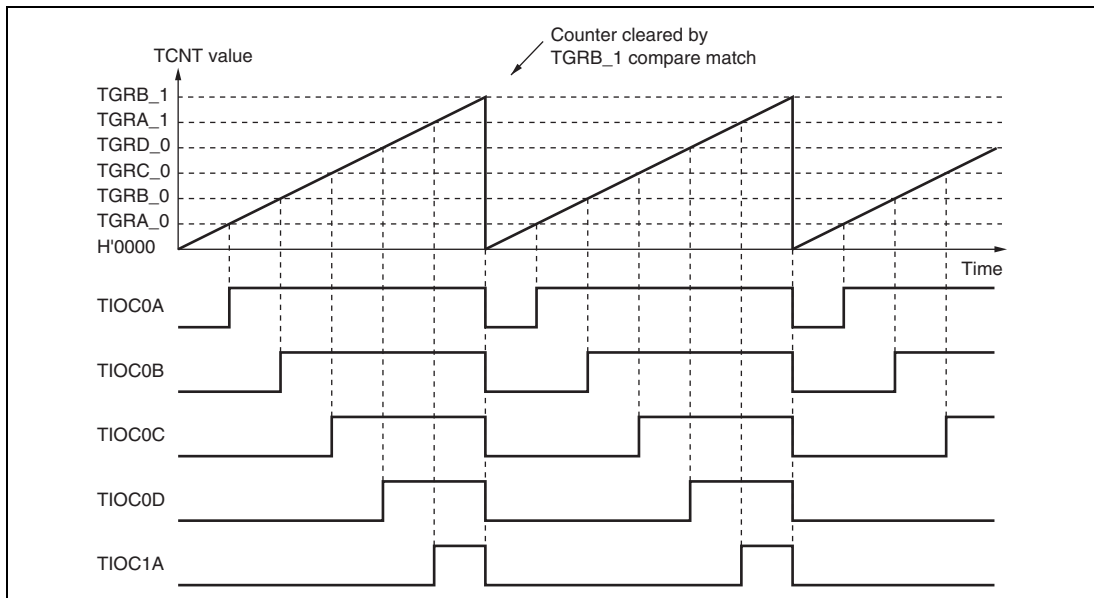 Counter cleared by
TGRB_1 compare match
TCNT value
TGRB_1
TGRA_1
TGRD_0
TGRC_0
TGRB_0
TGRA_0
H'0000
Time
TIOC0A
TIOC0B
TIOC0C
TIOC0D
TIOC1A